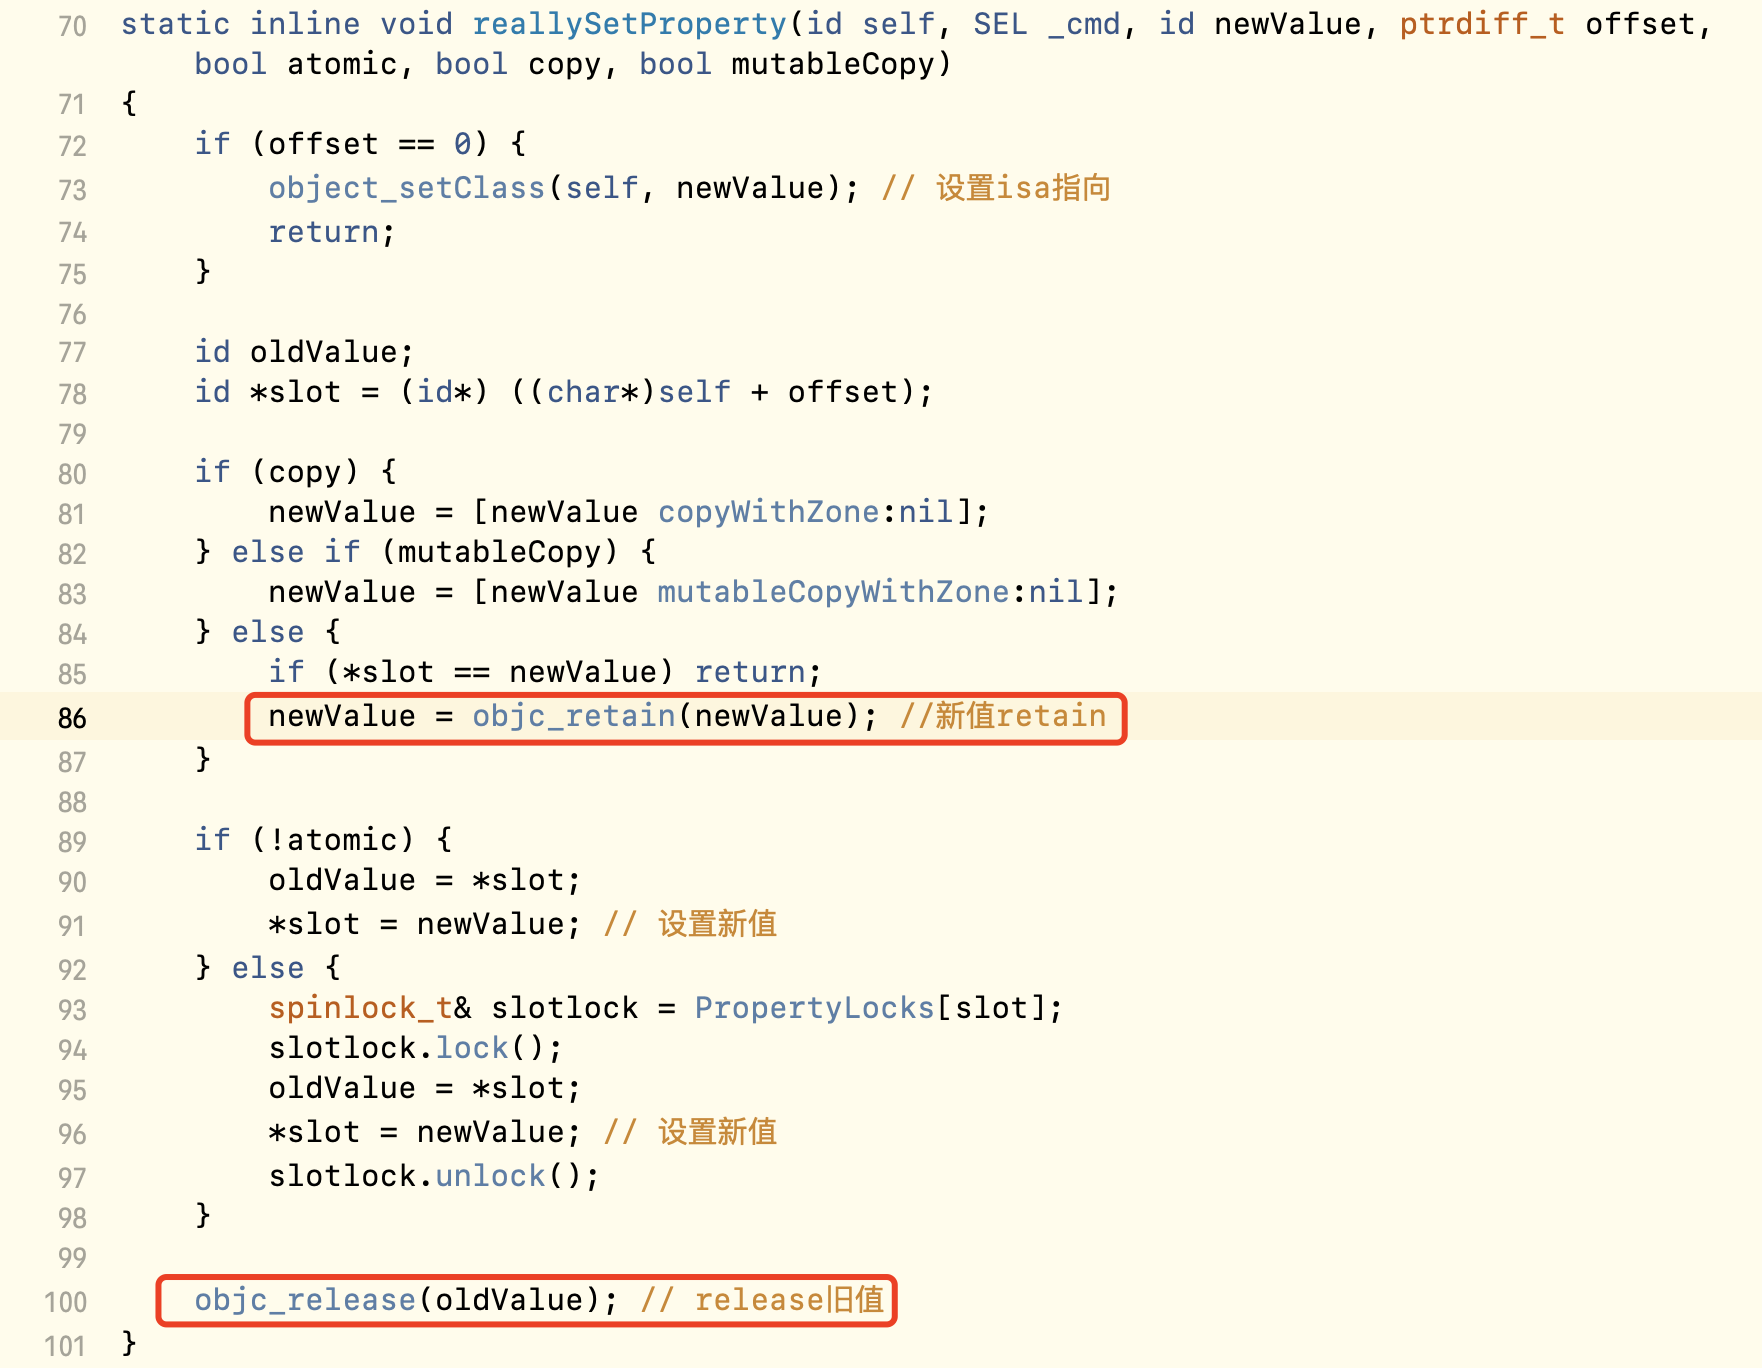 70 static inline void reallySetProperty(id self, SEL _cmd, id newValue, ptrdiff_t offset,
bool atomic, bool copy, bool mutableCopy)
71 {
72 if (offset == 0) {
73 object_setClass(self, newValue); // 设置isa指向
74 return;
75 }
76
77 id oldValue;
78 id *slot = (id*) ((char*)self + offset);
79
80 if (copy) {
81 newValue = [newValue copyWithZone:nil];
82 } else if (mutableCopy) {
83 newValue = [newValue mutableCopyWithZone:nil];
84 } else {
85 if (*slot == newValue) return;
86 newValue = objc_retain(newValue); //新值retain
87 }
88
89 if (!atomic) {
90 oldValue = *slot;
91 *slot = newValue; // 设置新值
92 } else {
93 spinlock_t& slotlock = PropertyLocks[slot];
94 slotlock.lock();
95 oldValue = *slot;
96 *slot = newValue; // 设置新值
97 slotlock.unlock();
98 }
99
100 objc_release(oldValue); // release旧值
101 }